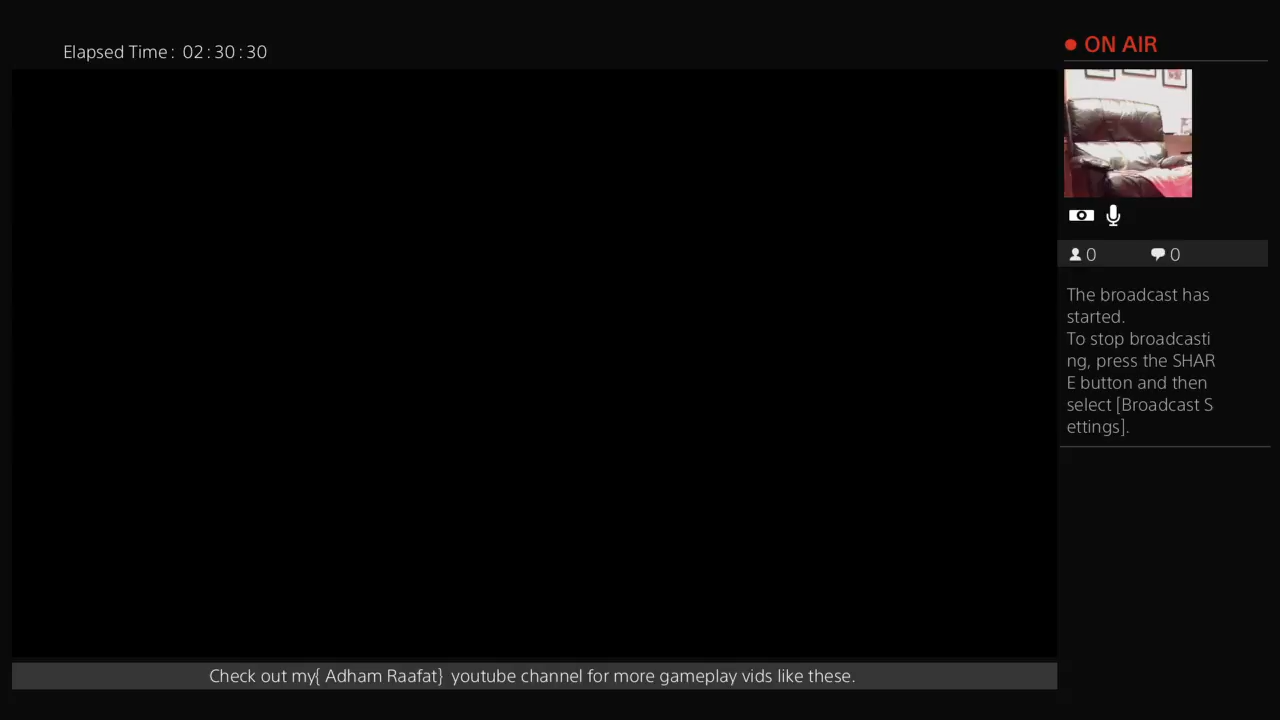 Elapsed Time: 02:30:30
ON AIR
0 0
The broadcast has
started.
To stop broadcasti
ng, press the SHAR
E button and then
select [Broadcast S
ettings].
Check out my{ Adham Raafat} youtube channel for more gameplay vids like these.